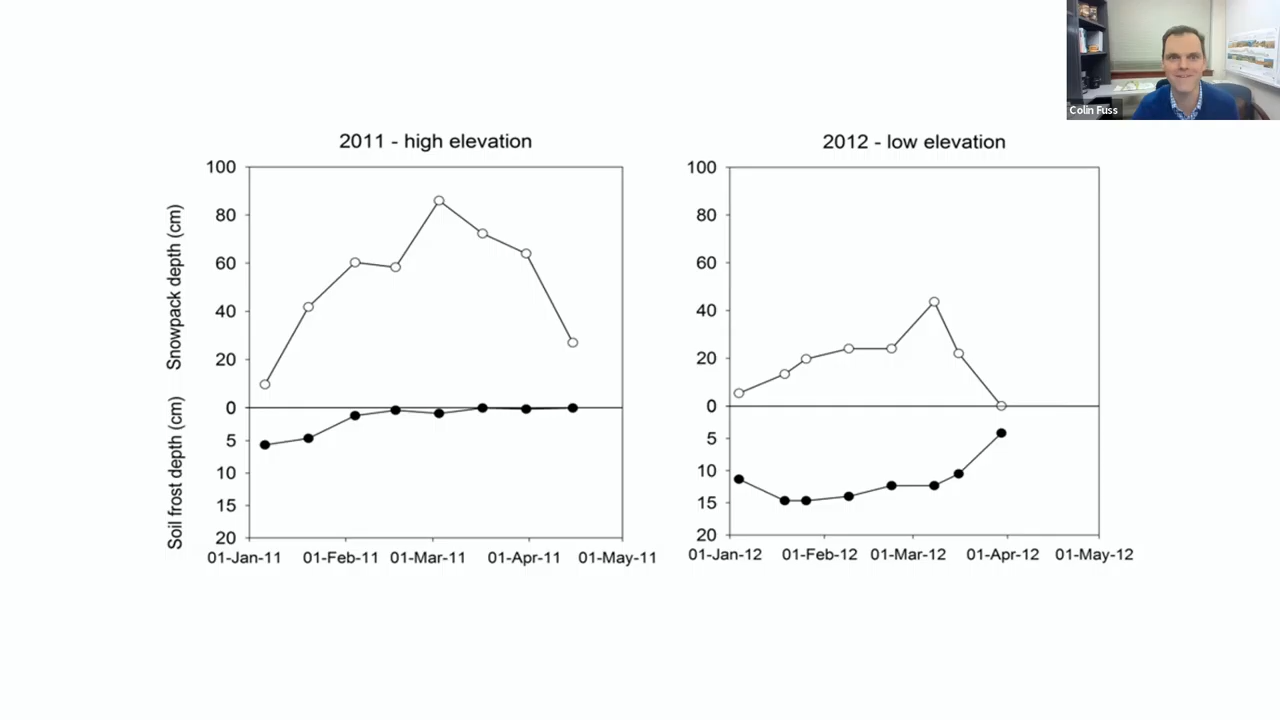 Colin Fuss
2011 - high elevation
100
80
60
40
20
0
5
10
15
20
Snowpack depth (cm)
Soil frost depth (cm)
01-Jan-11 01-Feb-11 01-Mar-11 01-Apr-11 01-May-11
2012 - low elevation
100
80
60
40
20
0
5
10
15
20
01-Jan-12 01-Feb-12 01-Mar-12 01-Apr-12 01-May-12